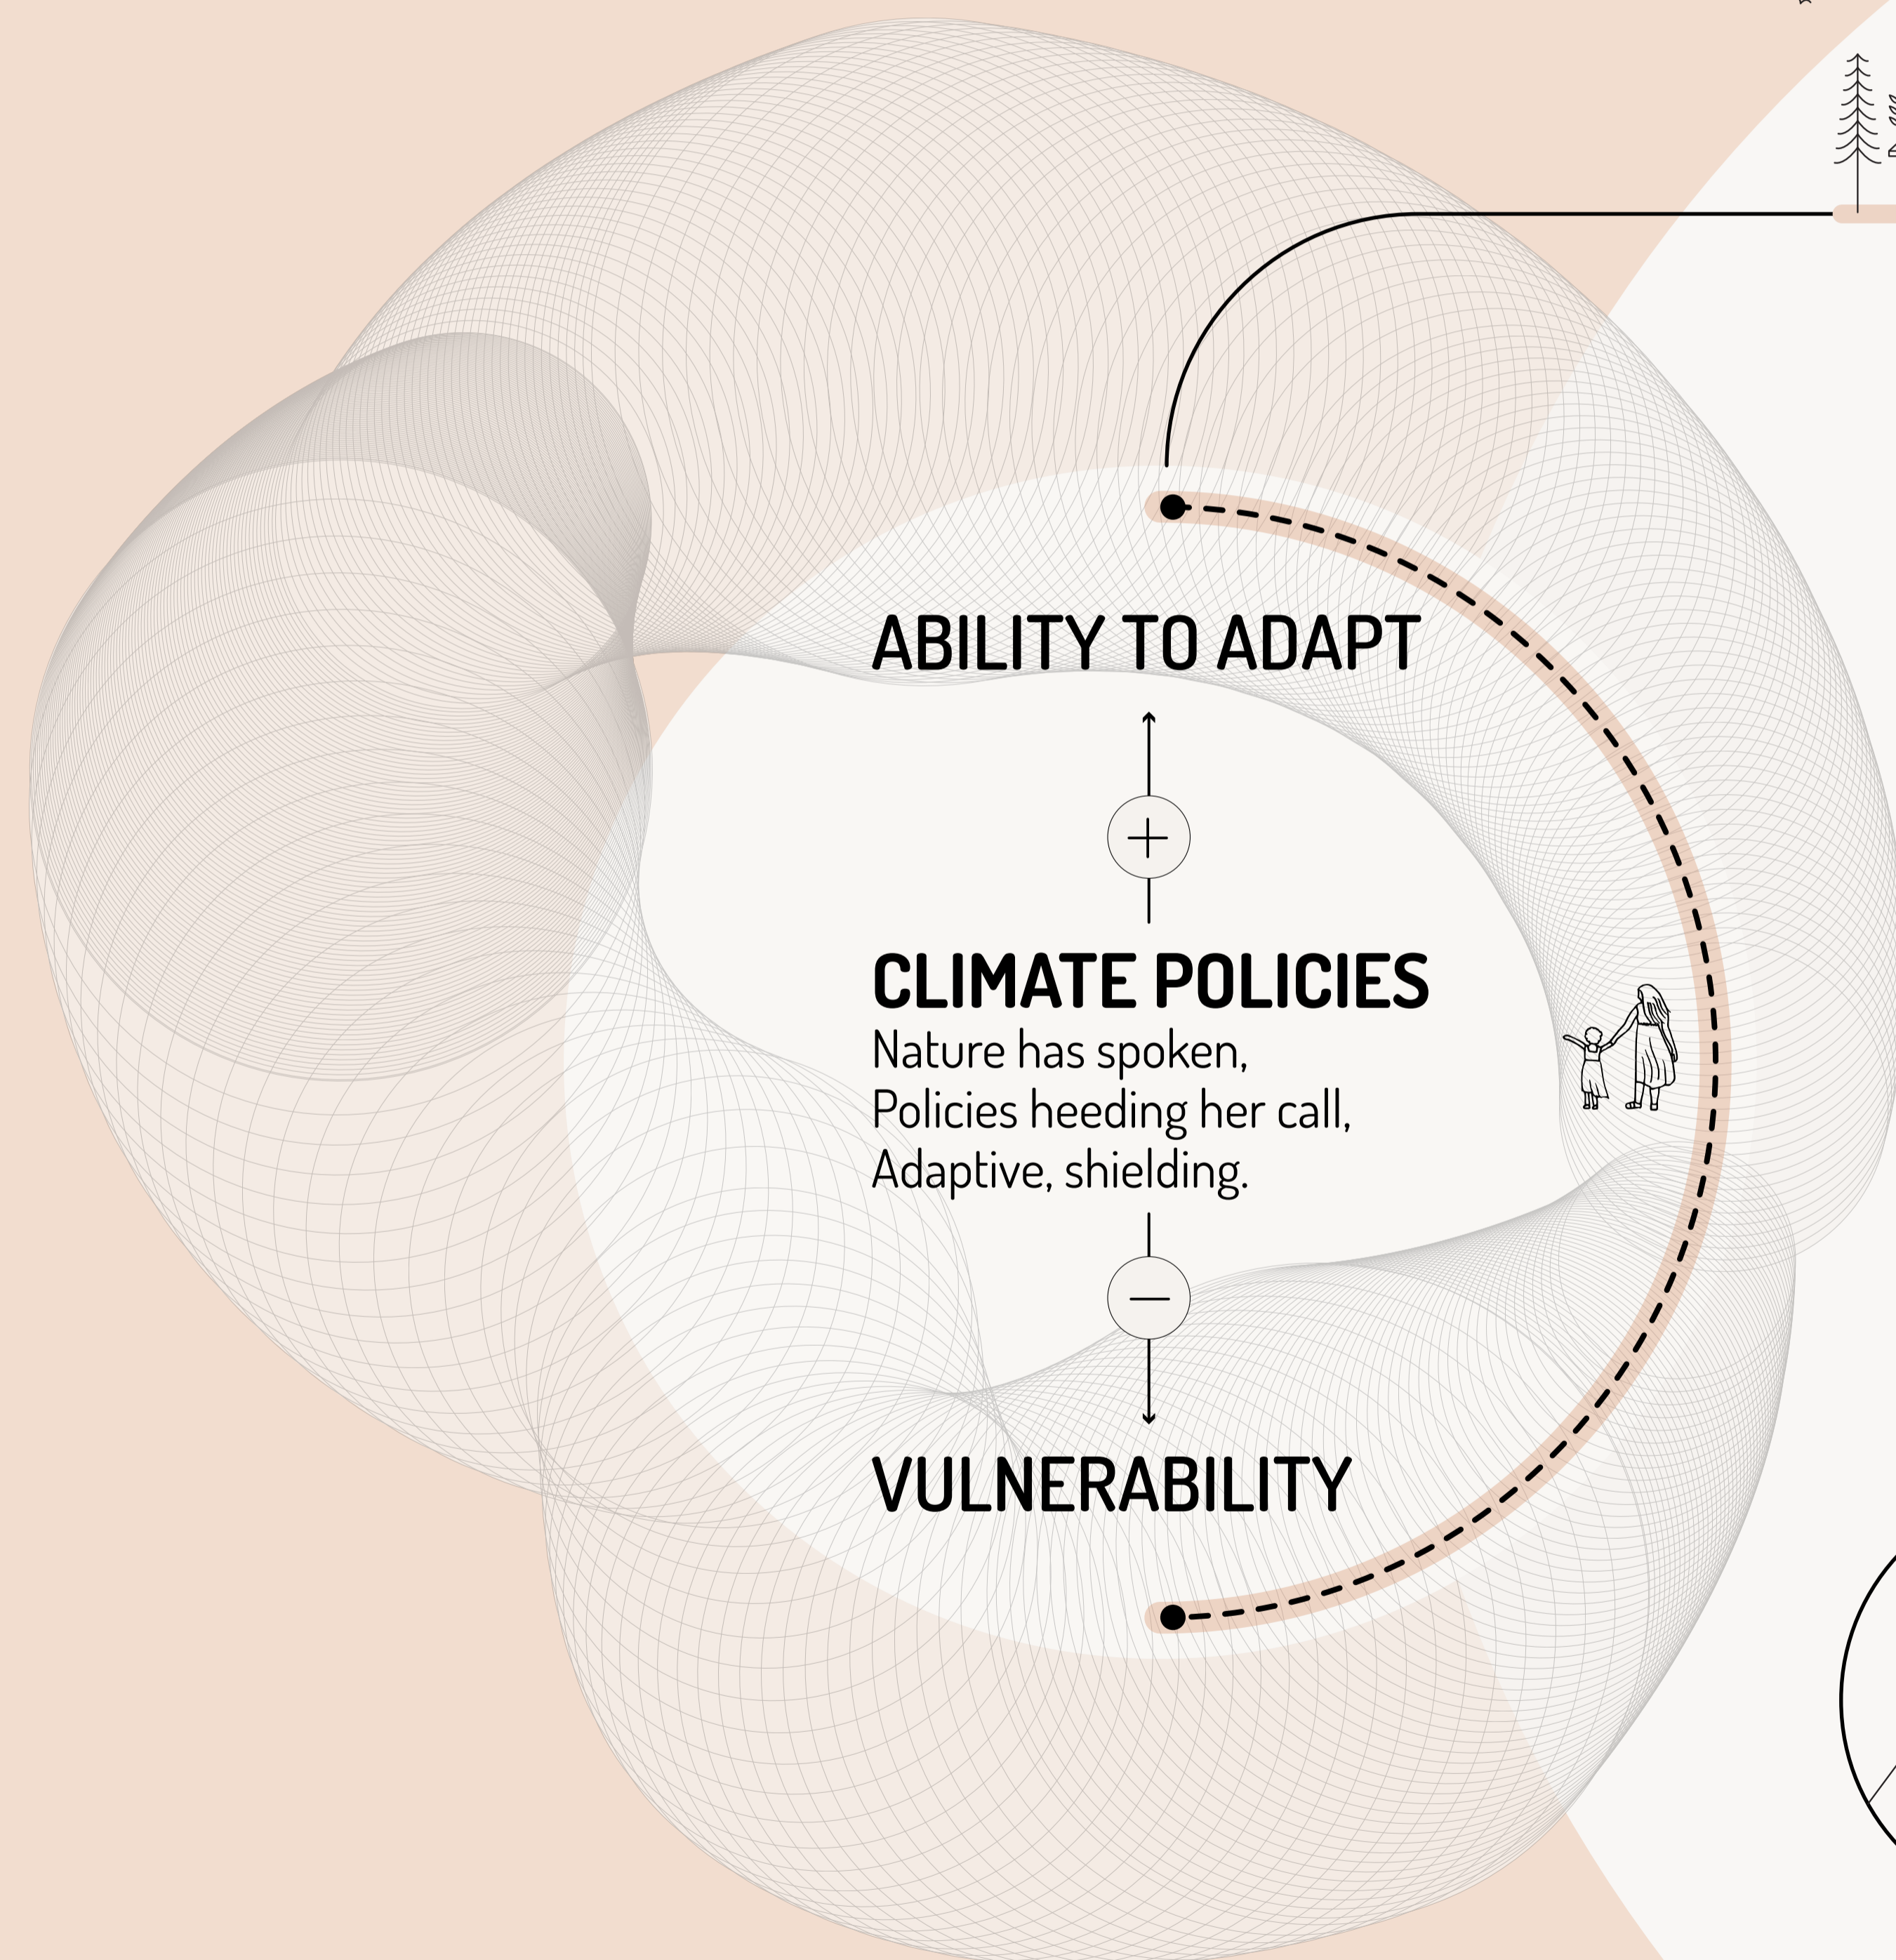 ABILITY TO ADAPT
CLIMATE POLICIES
Nature has spoken,
Policies heeding her call,
Adaptive, shielding.
VULNERABILITY